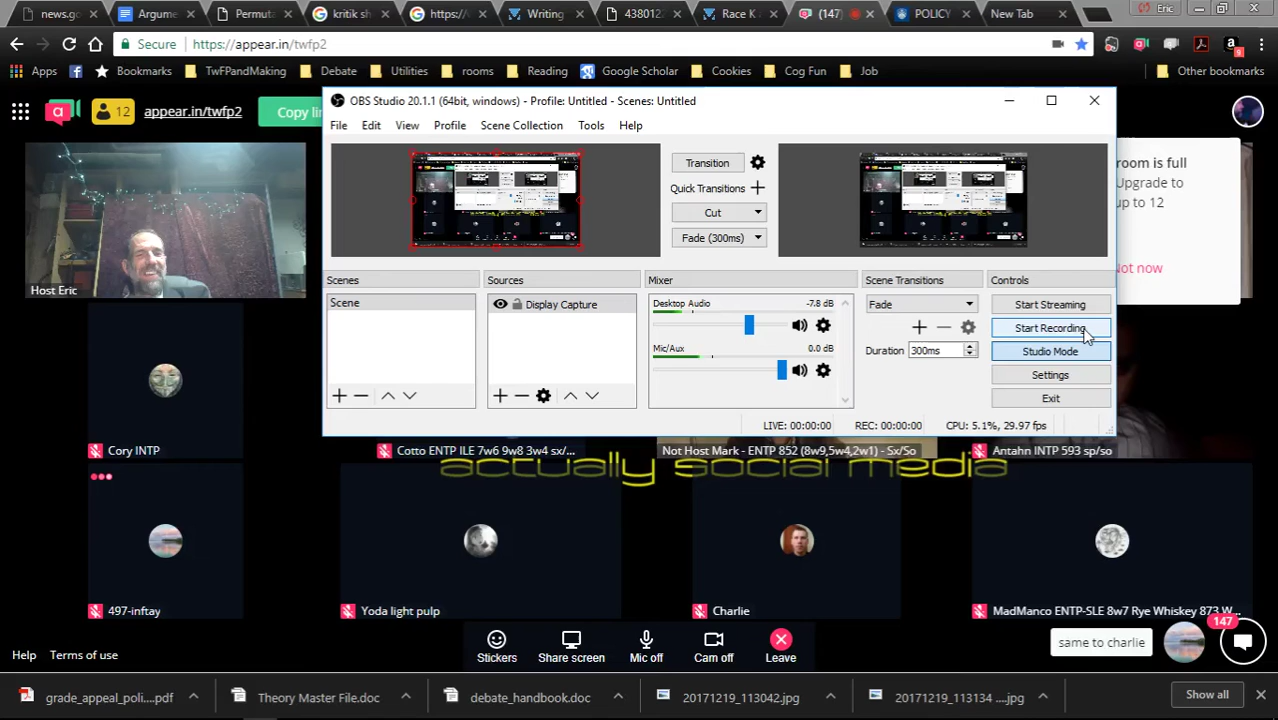 news.gc
Argume
Permuta
kritik sh
https://
Writing
4380122
Race K
(147)
POLICY
New Tab
Eric
Secure
https://appear.in/twfp2
9
Apps
Bookmarks
TwFPandMaking
Debate
Utilities
rooms
Reading
Google Scholar
Cookies
Cog Fun
Job
Other bookmarks
12
appear.in/twfp2
Copy lin
OBS Studio 20.1.1 (64bit, windows) - Profile: Untitled - Scenes: Untitled
File Edit View Profile Scene Collection Tools Help
room is full
Upgrade to
up to 12
Not now
Transition
Quick Transitions
Cut
Fade (300ms)
Scenes
Sources
Mixer
Scene Transitions
Controls
Scene
Display Capture
Desktop Audio
-7.8 dB
Mic/Aux
0.0 dB
Fade
Duration 300ms
Start Streaming
Start Recording
Studio Mode
Settings
Exit
LIVE: 00:00:00
REC: 00:00:00
CPU: 5.1%, 29.97 fps
Host Eric
Cory INTP
Cotto ENTP ILE 7w6 9w8 3w4 sx/...
Not Host Mark - ENTP 852 (8w9,5w4,2w1) - Sx/So
Antahn INTP 593 sp/so
actually social media
497-inftay
Yoda light pulp
Charlie
MadManco ENTP-SLE 8w7 Rye Whiskey 873 W...
147
same to charlie
Help
Terms of use
Stickers
Share screen
Mic off
Cam off
Leave
grade_appeal_poli....pdf
Theory Master File.doc
debate_handbook.doc
20171219_113042.jpg
20171219_113134 ....jpg
Show all